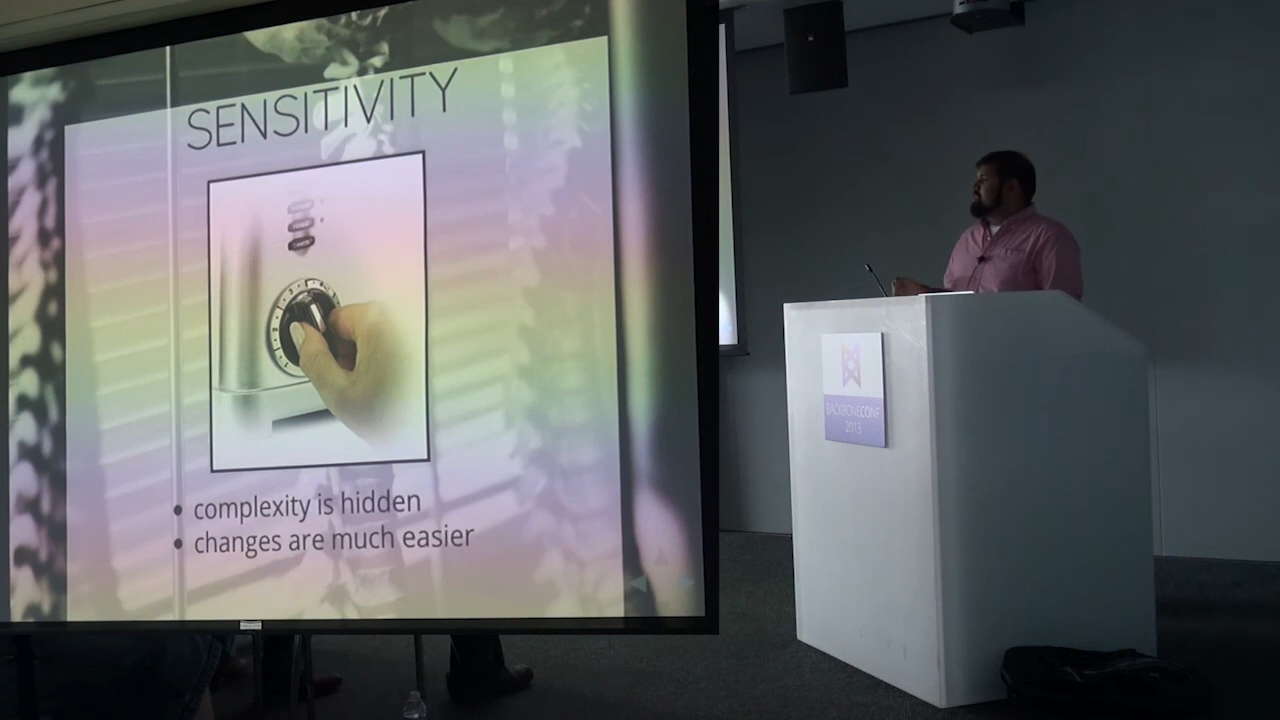 SENSITIVITY
• complexity is hidden
• changes are much easier
BACKBONECONF
2013